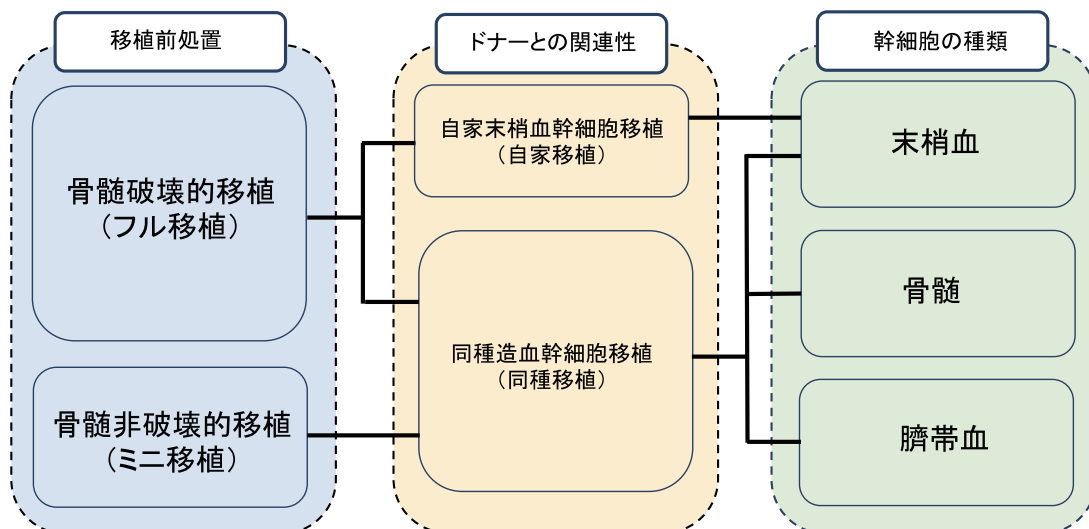 移植前処置
骨髄破壊的移植
（フル移植）
骨髄非破壊的移植
（ミニ移植）
ドナーとの関連性
自家末梢血幹細胞移植
（自家移植）
同種造血幹細胞移植
（同種移植）
幹細胞の種類
末梢血
骨髄
臍帯血